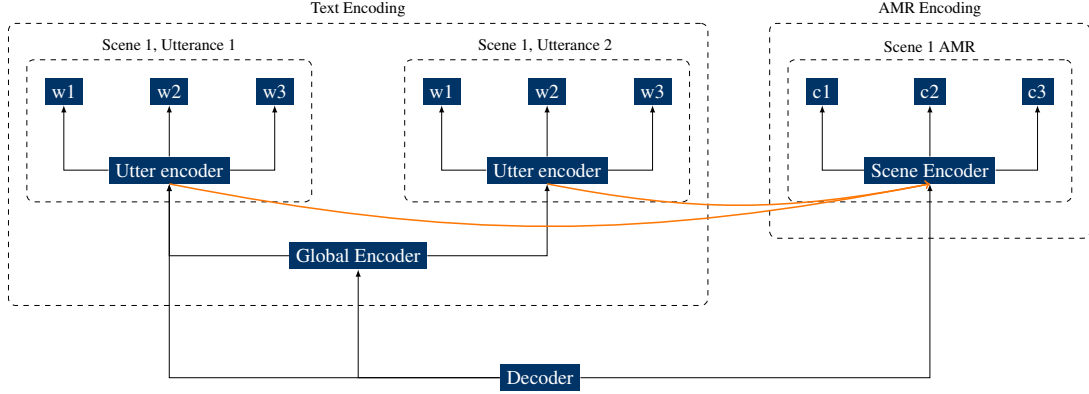 Text Encoding
AMR Encoding
Scene 1, Utterance 1
Scene 1, Utterance 2
Scene 1 AMR
w1 w2 w3
w1 w2 w3
c1 c2 c3
Utter encoder
Utter encoder
Scene Encoder
Global Encoder
Decoder